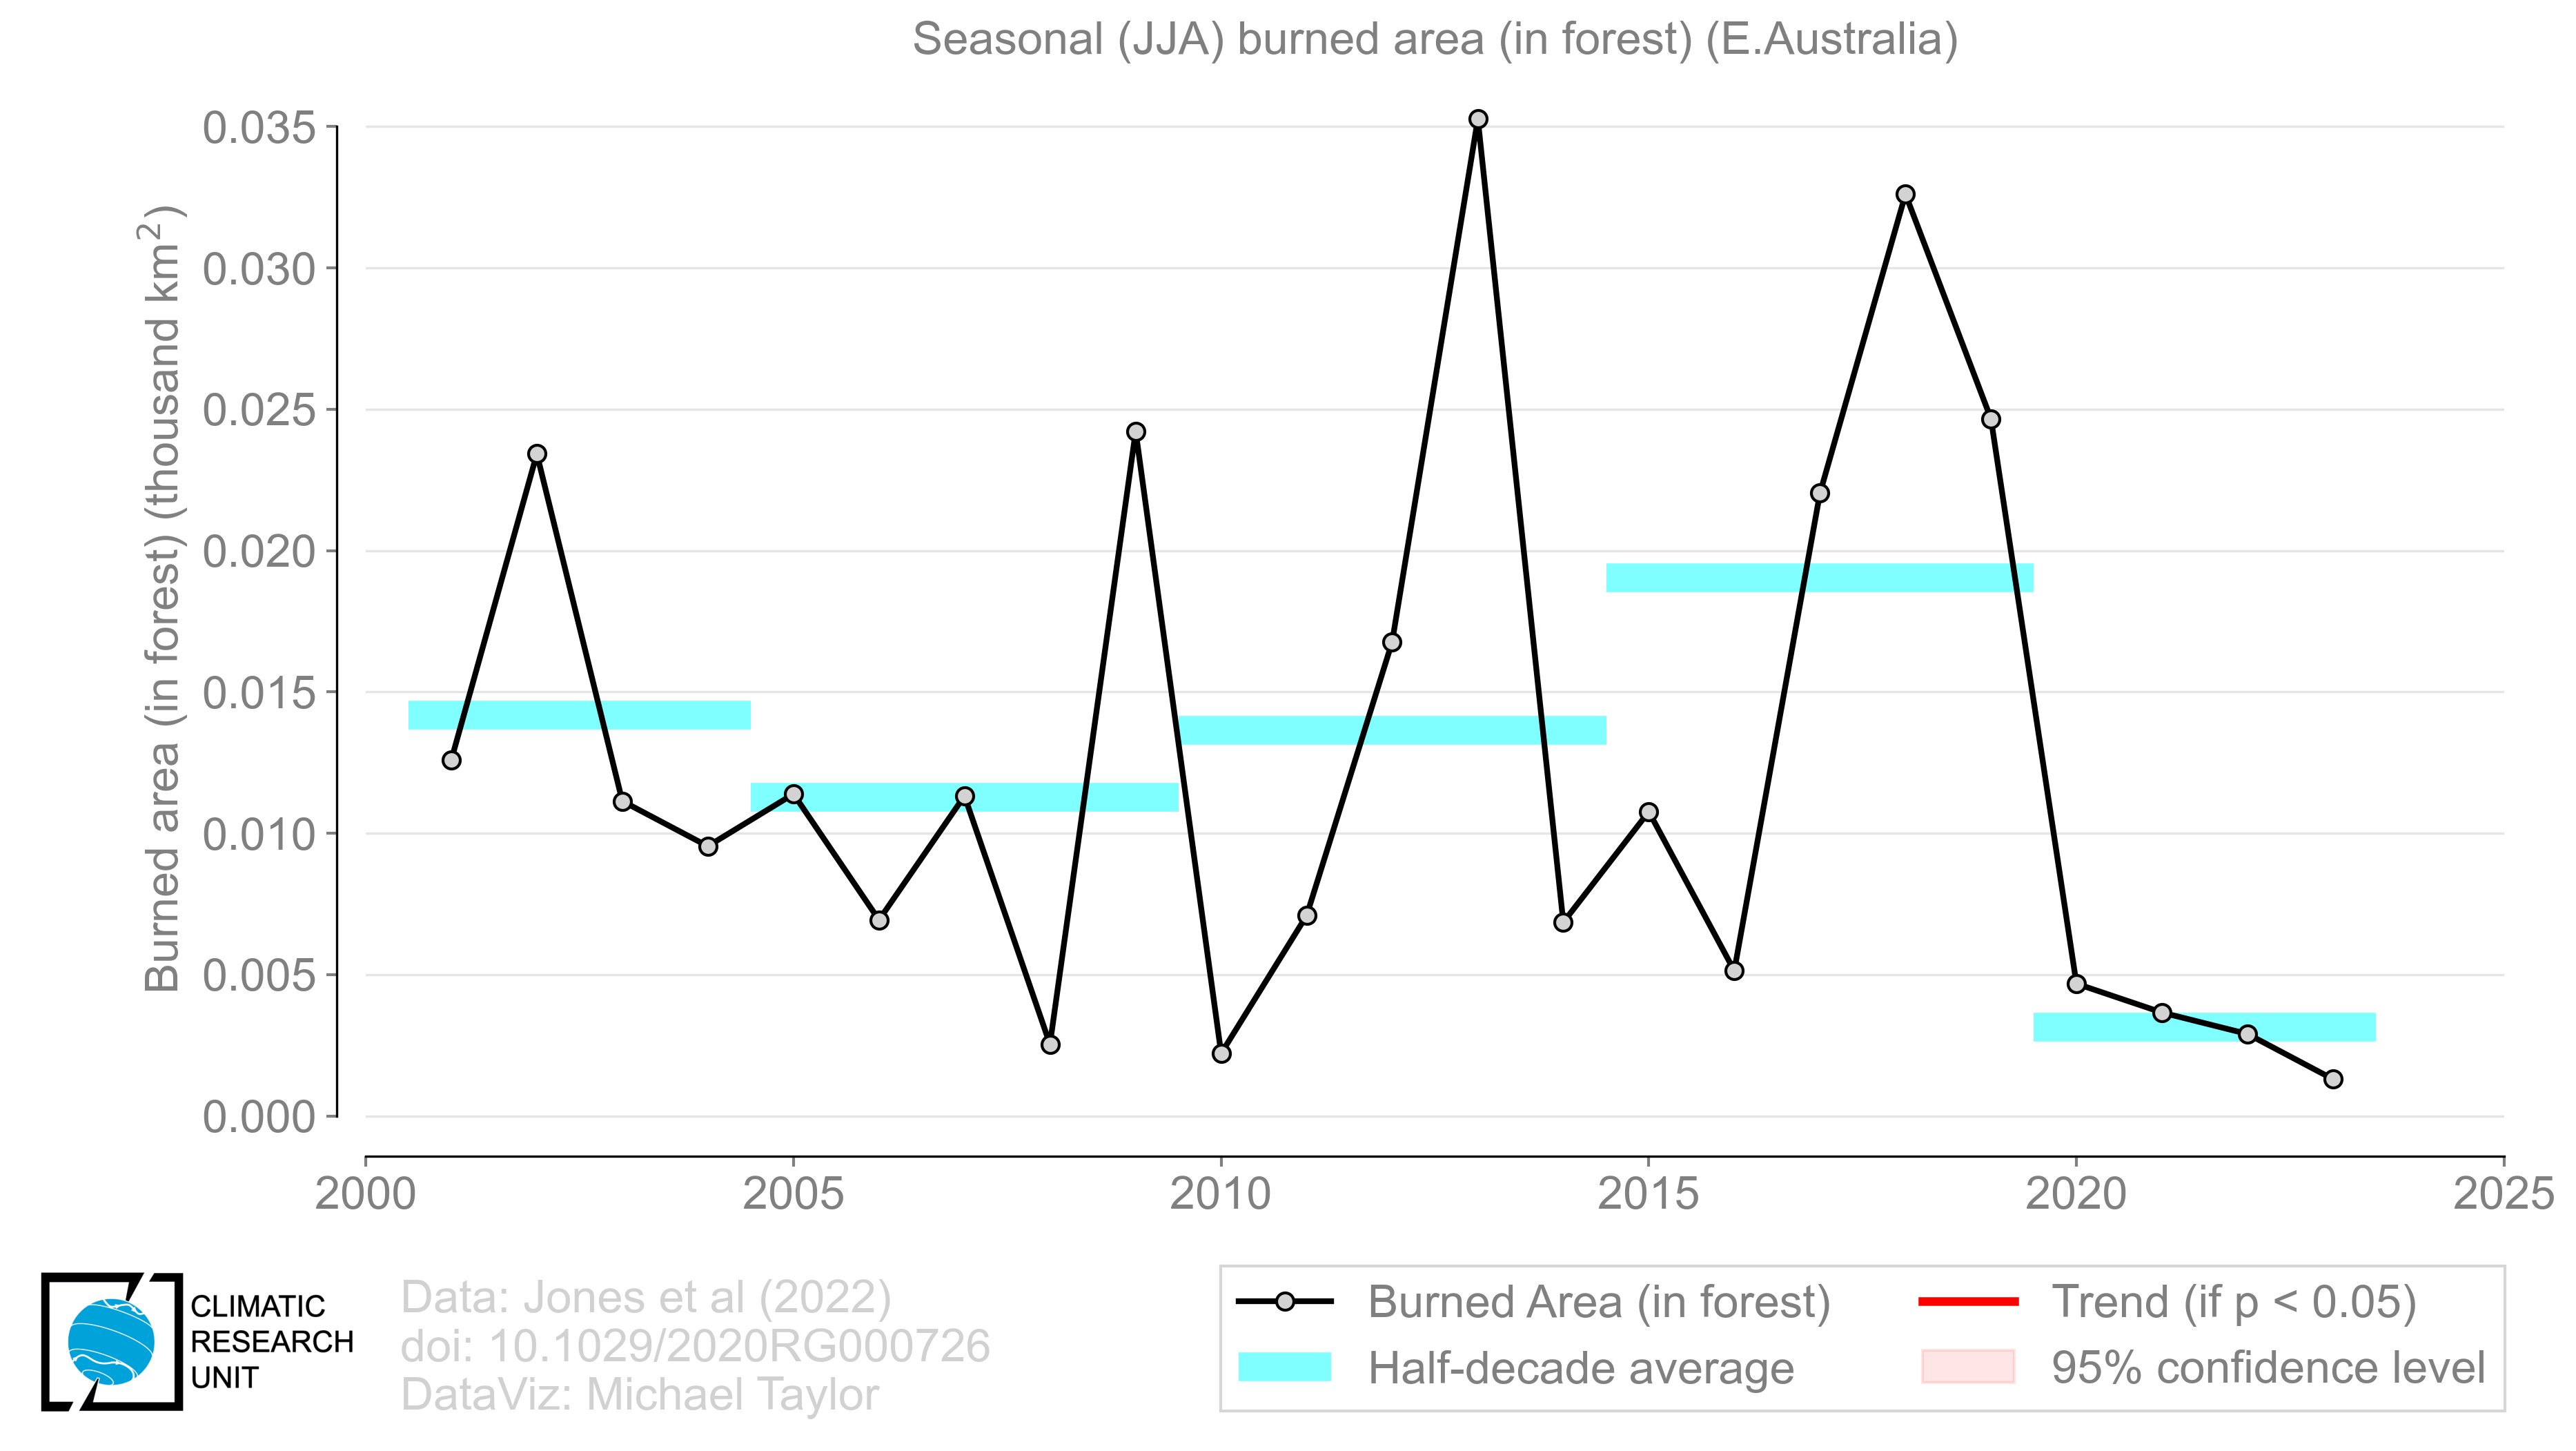 Seasonal (JJA) burned area (in forest) (E.Australia)
Burned area (in forest) (thousand km²)
0.035
0.030
0.025
0.020
0.015
0.010
0.005
0.000
2000 2005 2010 2015 2020 2025
CLIMATIC
RESEARCH
UNIT
Data: Jones et al (2022)
doi: 10.1029/2020RG000726
DataViz: Michael Taylor
Burned Area (in forest)
Half-decade average
Trend (if p < 0.05)
95% confidence level